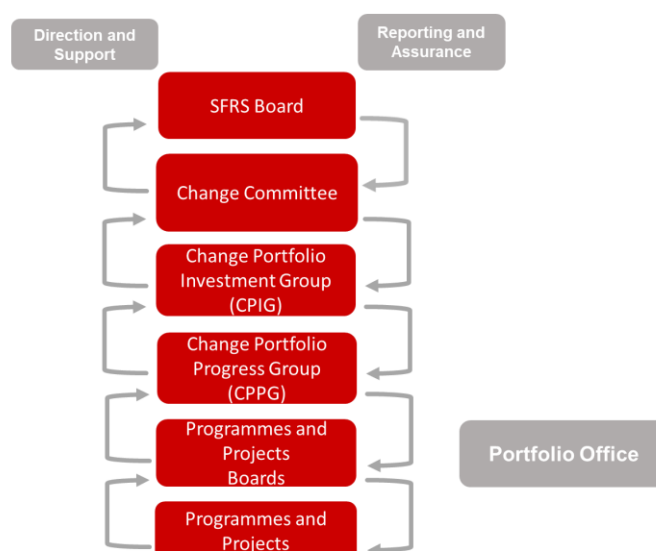 Direction and
Support
Reporting and
Assurance
SFRS Board
Change Committee
Change Portfolio
Investment Group
(CPIG)
Change Portfolio
Progress Group
(CPPG)
Programmes and
Projects
Boards
Portfolio Office
Programmes and
Projects